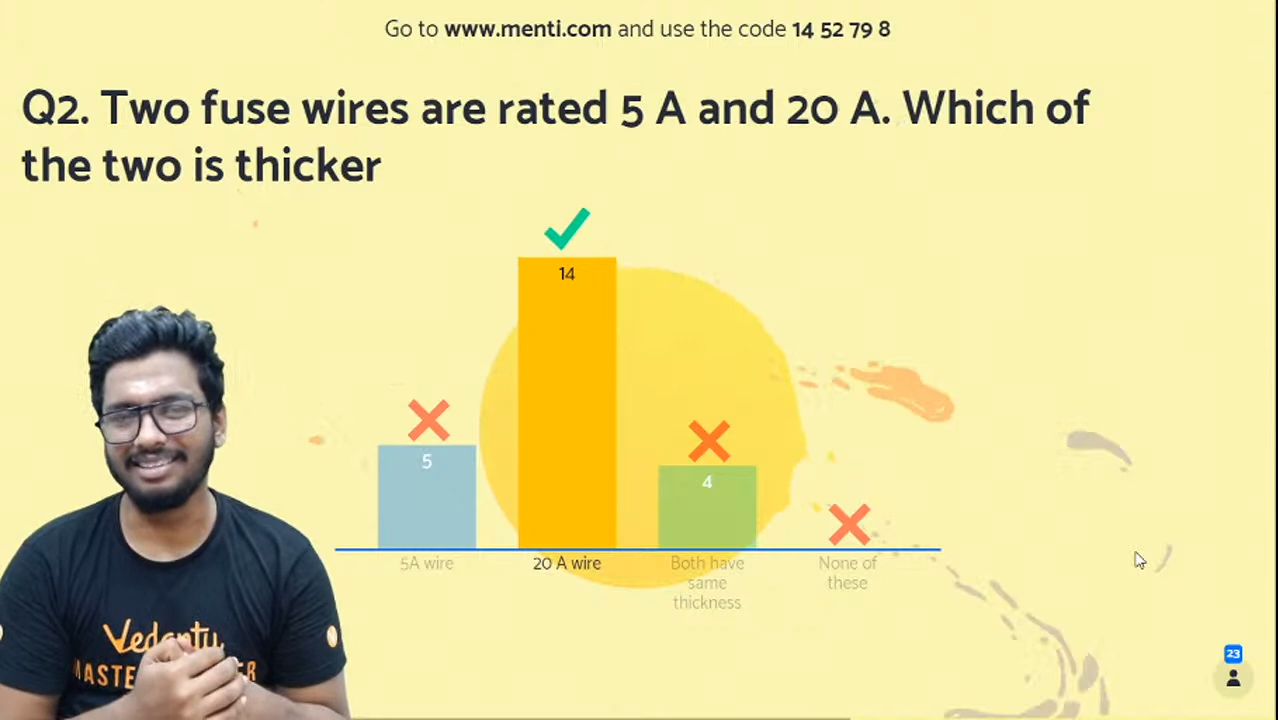 Go to www.menti.com and use the code 14 52 79 8
Q2. Two fuse wires are rated 5 A and 20 A. Which of
the two is thicker
14
5
4
5A wire
20 A wire
Both have
same
thickness
None of
these
Vedantu
23